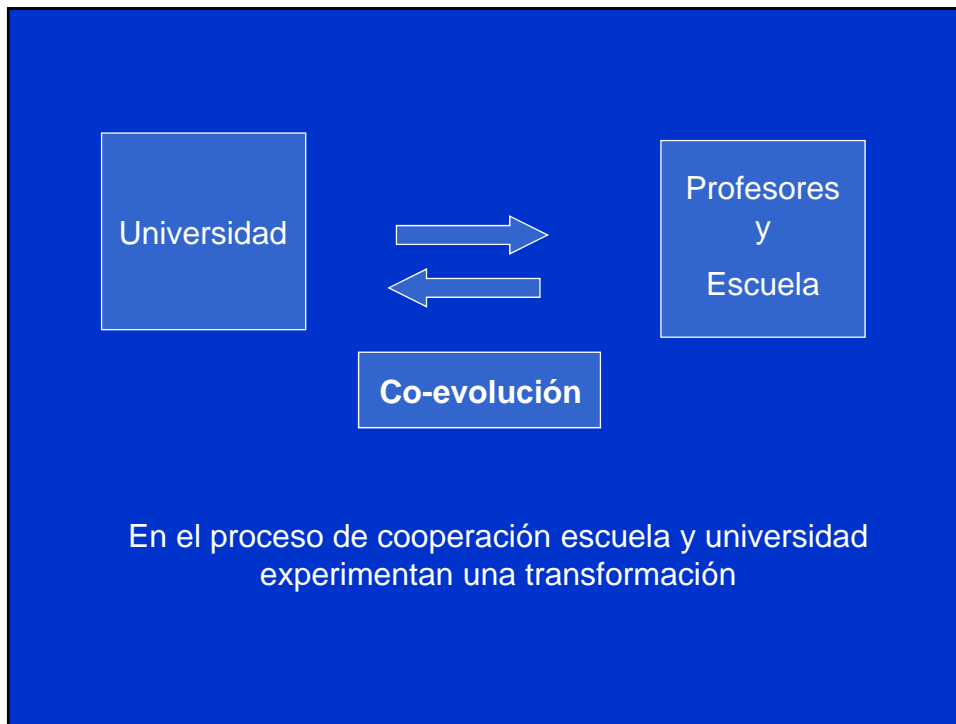 Universidad
Profesores
y
Escuela
Co-evolución
En el proceso de cooperación escuela y universidad
experimentan una transformación